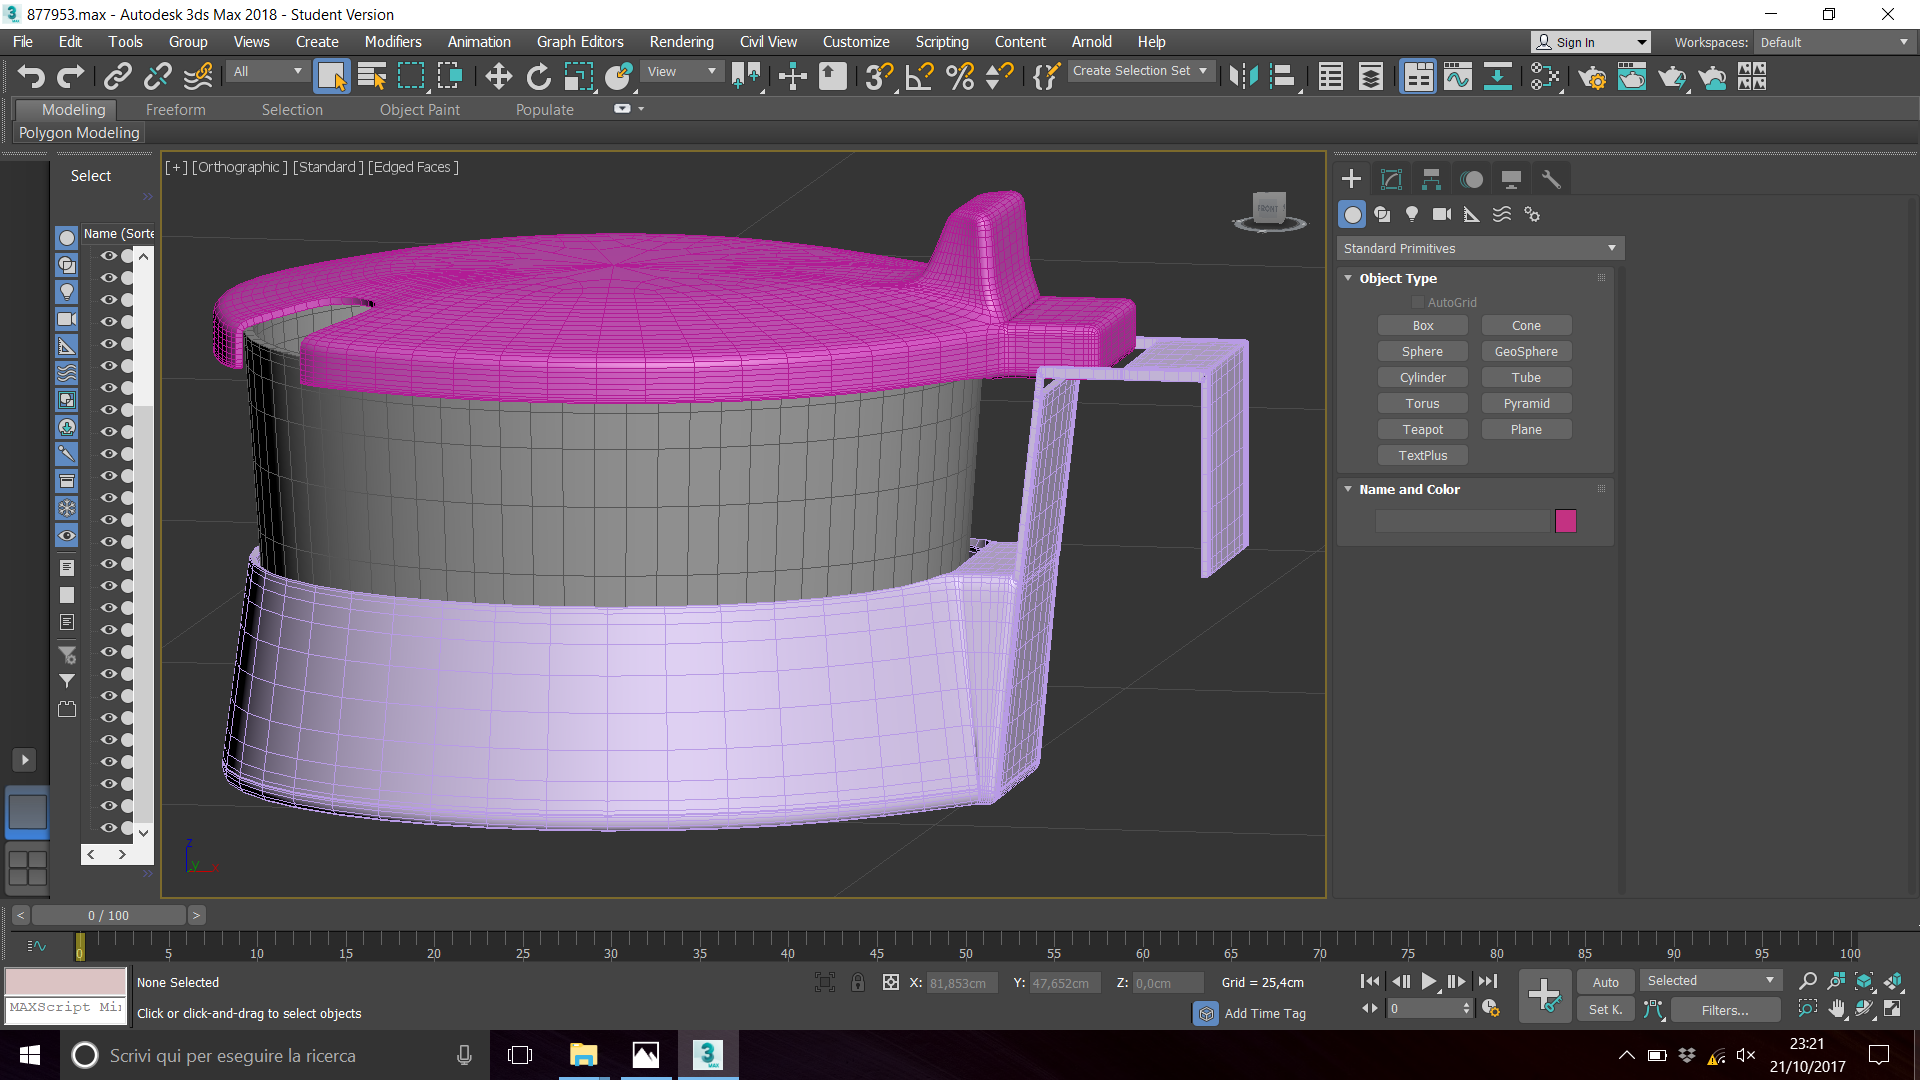 877953.max - Autodesk 3ds Max 2018 - Student Version
File Edit Tools Group Views Create Modifiers Animation Graph Editors Rendering Civil View Customize Scripting Content Arnold Help
Sign In Workspaces: Default
All View Create Selection Set
Modeling Freeform Selection Object Paint Populate
Polygon Modeling
Select
[+] [Orthographic] [Standard] [Edged Faces]
Name (Sorte
FRONT
Standard Primitives
Object Type
AutoGrid
Box Cone
Sphere GeoSphere
Cylinder Tube
Torus Pyramid
Teapot Plane
TextPlus
Name and Color
z
y x
< 0 / 100 >
0 5 10 15 20 25 30 35 40 45 50 55 60 65 70 75 80 85 90 95 100
None Selected X: 81,853cm Y: 47,652cm Z: 0,0cm Grid = 25,4cm Auto Selected
MAXScript Mi
Click or click-and-drag to select objects Add Time Tag 0 Set K. Filters...
Scrivi qui per eseguire la ricerca
3
MAX
23:21
21/10/2017